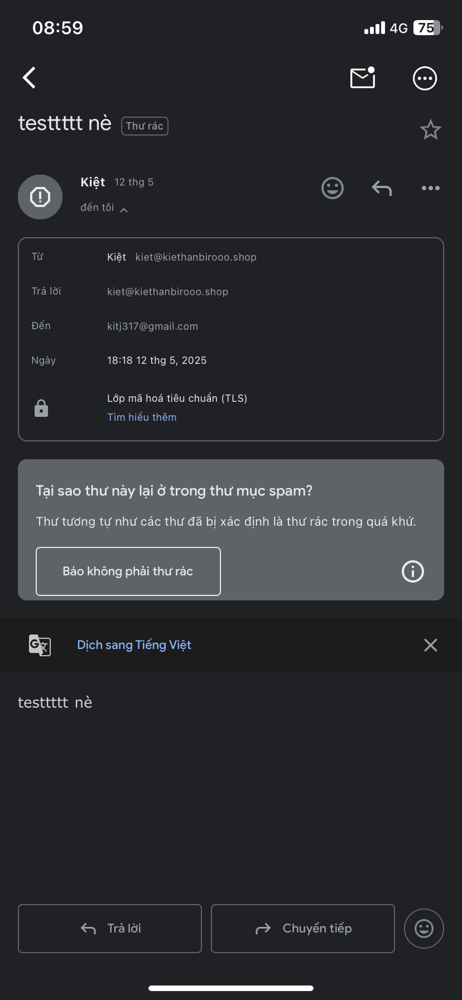 08:59
4G 75
testtttt nè Thư rác
Kiệt 12 thg 5
đến tôi
Từ Kiệt kiet@kiethanbirooo.shop
Trả lời kiet@kiethanbirooo.shop
Đến kitj317@gmail.com
Ngày 18:18 12 thg 5, 2025
Lớp mã hoá tiêu chuẩn (TLS)
Tìm hiểu thêm
Tại sao thư này lại ở trong thư mục spam?
Thư tương tự như các thư đã bị xác định là thư rác trong quá khứ.
Báo không phải thư rác
Dịch sang Tiếng Việt
testtttt nè
Trả lời
Chuyển tiếp